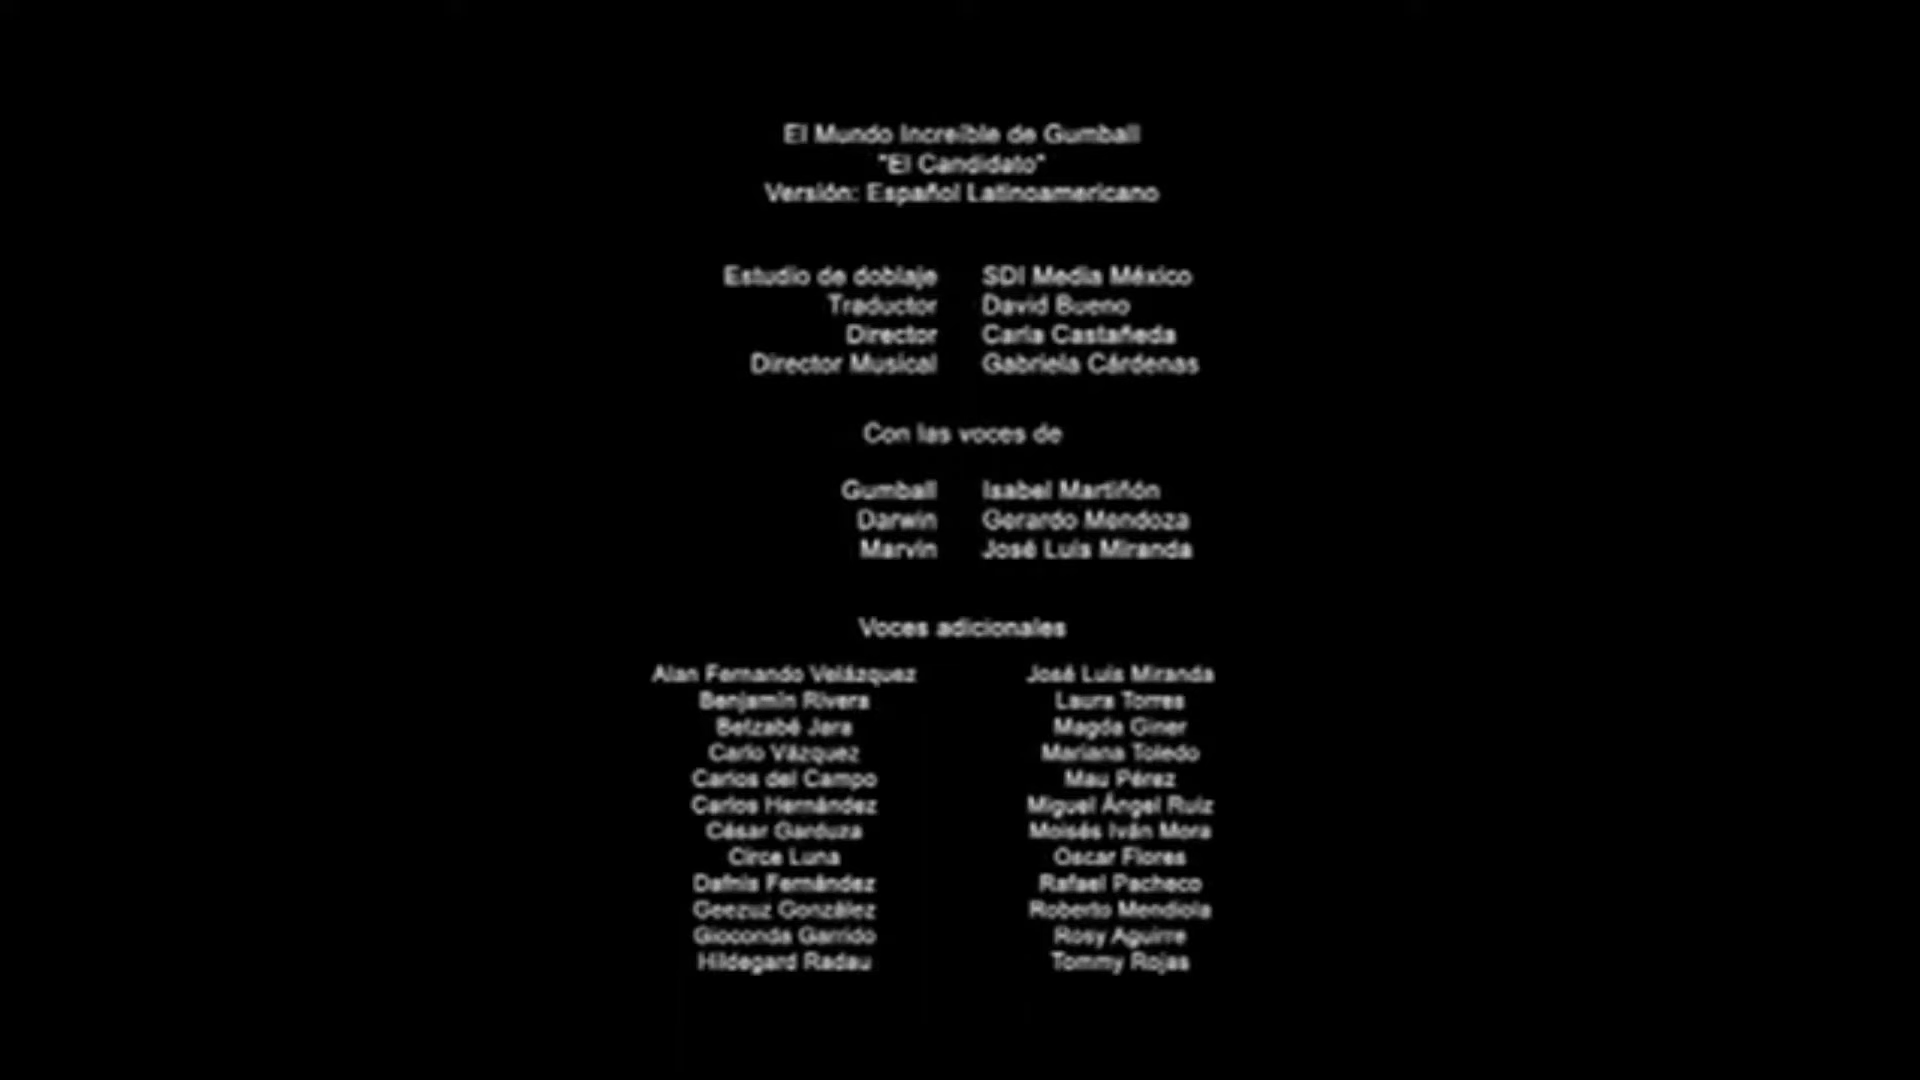 El Mundo Increíble de Gumball
"El Candidato"
Versión: Español Latinoamericano
Estudio de doblaje SDI Media México
Traductor David Bueno
Director Carla Castañeda
Director Musical Gabriela Cárdenas
Con las voces de
Gumball Isabel Martiñón
Darwin Gerardo Mendoza
Marvin José Luis Miranda
Voces adicionales
Alan Fernando Velázquez José Luis Miranda
Benjamín Rivera Laura Torres
Betzabé Jara Magda Giner
Carlo Vázquez Mariana Toledo
Carlos del Campo Mau Pérez
Carlos Hernández Miguel Ángel Ruiz
César Garduza Moisés Iván Mora
Circe Luna Oscar Flores
Dafnis Fernández Rafael Pacheco
Geezuz González Roberto Mendiola
Gioconda Garrido Rosy Aguirre
Hildegard Radau Tommy Rojas